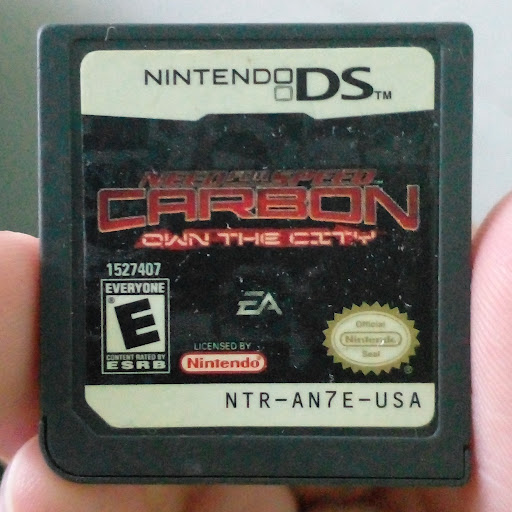 NINTENDO DS™
NEED FOR SPEED
CARBON
OWN THE CITY
1527407
EVERYONE
E
CONTENT RATED BY
ESRB
EA
LICENSED BY
Nintendo®
Official
Nintendo
Seal
®
NTR-AN7E-USA